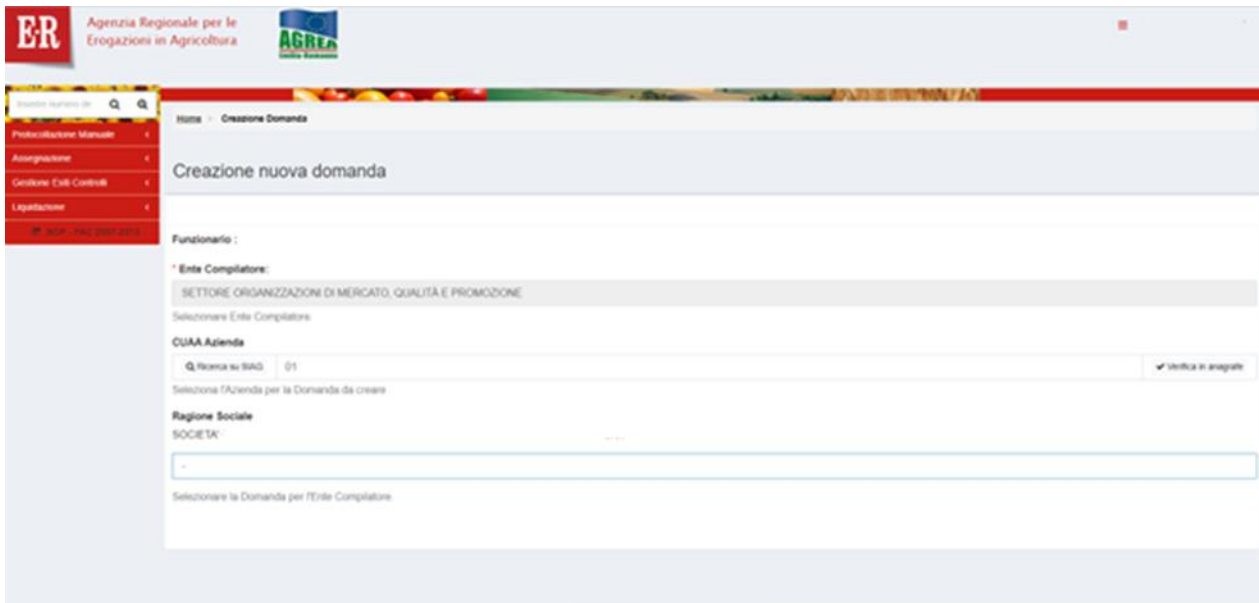 E-R
Agenzia Regionale per le
Erogazioni in Agricoltura
AGREA
Emilia-Romagna
Protocollazione Manuale
Assegnazione
Gestione Esiti Controlli
Liquidazione
Home > Creazione Domanda
Creazione nuova domanda
Funzionario :
* Ente Compilatore:
SETTORE ORGANIZZAZIONI DI MERCATO, QUALITÀ E PROMOZIONE
Selezionare Ente Compilatore.
CUAA Azienda
Ricerca su SIAG 01 Verifica in anagrafe
Seleziona l'Azienda per la Domanda da creare
Ragione Sociale
SOCIETA'
-
Selezionare la Domanda per l'Ente Compilatore.